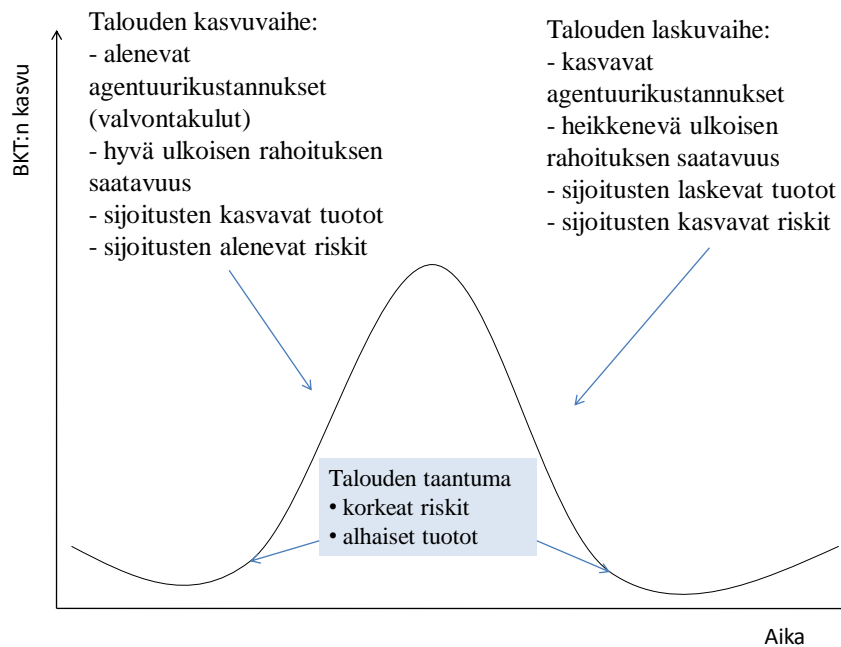 Talouden kasvuvaihe:
- alenevat
agentuurikustannukset
(valvontakulut)
- hyvä ulkoisen rahoituksen
saatavuus
- sijoitusten kasvavat tuotot
- sijoitusten alenevat riskit
Talouden laskuvaihe:
- kasvavat
agentuurikustannukset
- heikkenevä ulkoisen
rahoituksen saatavuus
- sijoitusten laskevat tuotot
- sijoitusten kasvavat riskit
BKT:n kasvu
Talouden taantuma
• korkeat riskit
• alhaiset tuotot
Aika